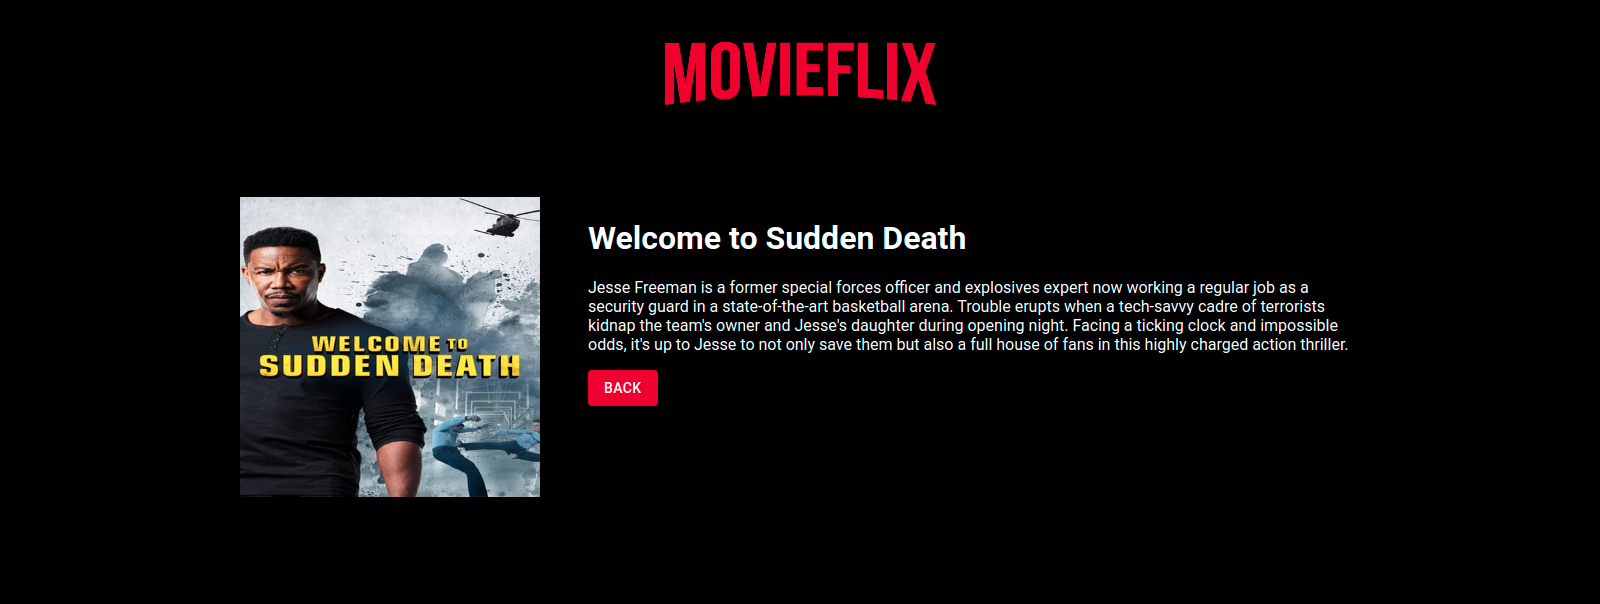 MOVIEFLIX
WELCOME TO
SUDDEN DEATH
Welcome to Sudden Death
Jesse Freeman is a former special forces officer and explosives expert now working a regular job as a
security guard in a state-of-the-art basketball arena. Trouble erupts when a tech-savvy cadre of terrorists
kidnap the team's owner and Jesse's daughter during opening night. Facing a ticking clock and impossible
odds, it's up to Jesse to not only save them but also a full house of fans in this highly charged action thriller.
BACK